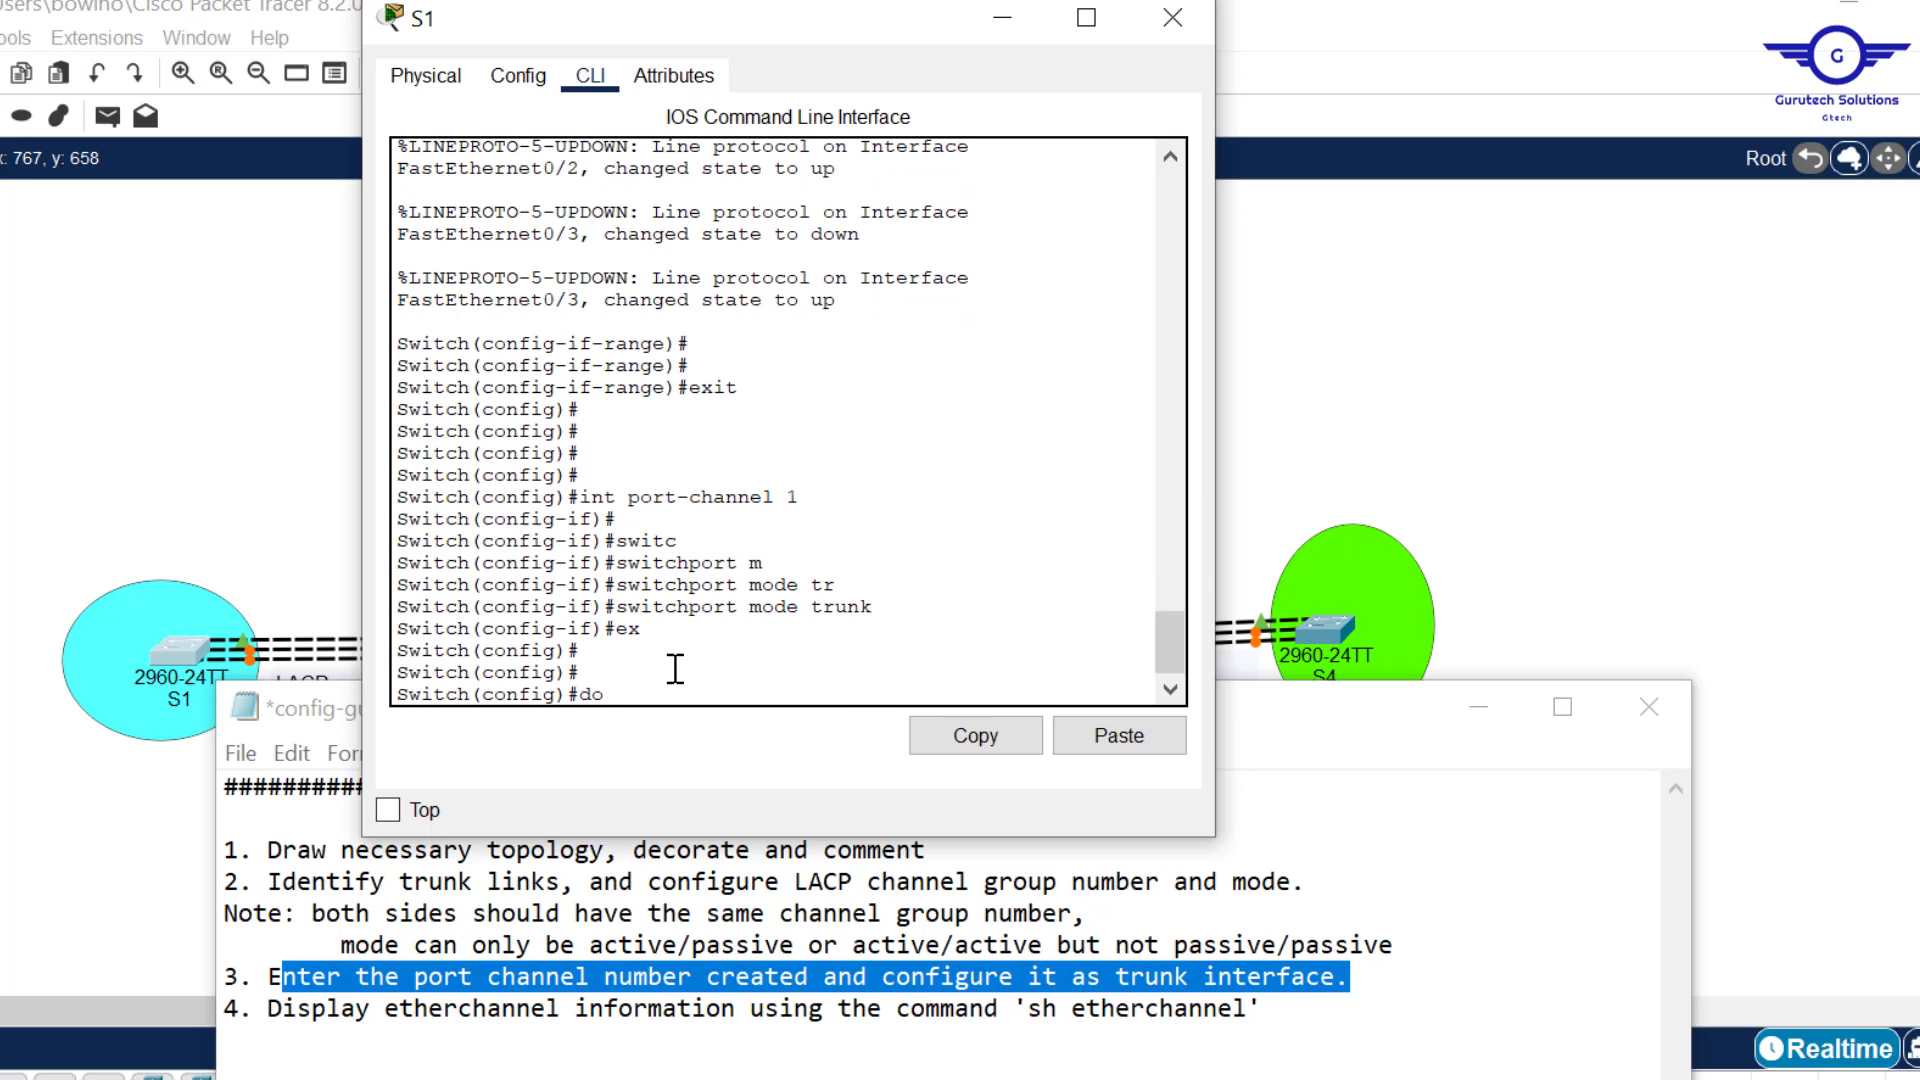 sers\bowino\Cisco Packet Tracer 8.2.0
S1
ools Extensions Window Help
Physical Config CLI Attributes
G
Gurutech Solutions
Gtech
IOS Command Line Interface
x: 767, y: 658
Root
%LINEPROTO-5-UPDOWN: Line protocol on Interface
FastEthernet0/2, changed state to up
%LINEPROTO-5-UPDOWN: Line protocol on Interface
FastEthernet0/3, changed state to down
%LINEPROTO-5-UPDOWN: Line protocol on Interface
FastEthernet0/3, changed state to up
Switch(config-if-range)#
Switch(config-if-range)#
Switch(config-if-range)#exit
Switch(config)#
Switch(config)#
Switch(config)#
Switch(config)#
Switch(config)#int port-channel 1
Switch(config-if)#
Switch(config-if)#switc
Switch(config-if)#switchport m
Switch(config-if)#switchport mode tr
Switch(config-if)#switchport mode trunk
Switch(config-if)#ex
Switch(config)#
Switch(config)#
Switch(config)#do
2960-24TT
S1
LACP
2960-24TT
S4
Copy Paste
Top
*config-gu
File Edit For
##########
1. Draw necessary topology, decorate and comment
2. Identify trunk links, and configure LACP channel group number and mode.
Note: both sides should have the same channel group number,
mode can only be active/passive or active/active but not passive/passive
3. Enter the port channel number created and configure it as trunk interface.
4. Display etherchannel information using the command 'sh etherchannel'
Realtime